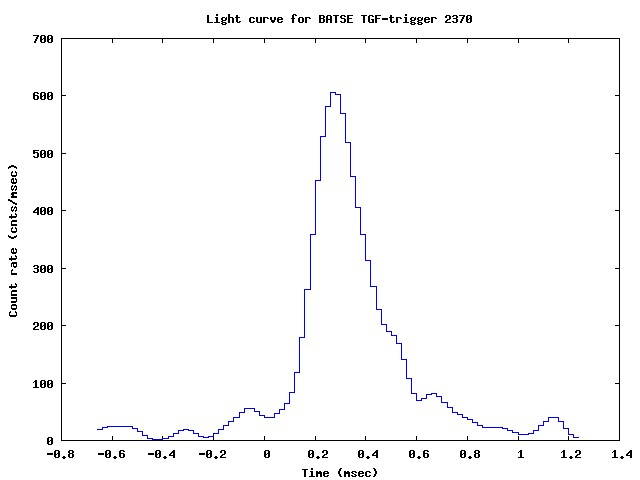 Light curve for BATSE TGF-trigger 2370
700
600
500
400
300
200
100
0
Count rate (cnts/msec)
-0.8 -0.6 -0.4 -0.2 0 0.2 0.4 0.6 0.8 1 1.2 1.4
Time (msec)